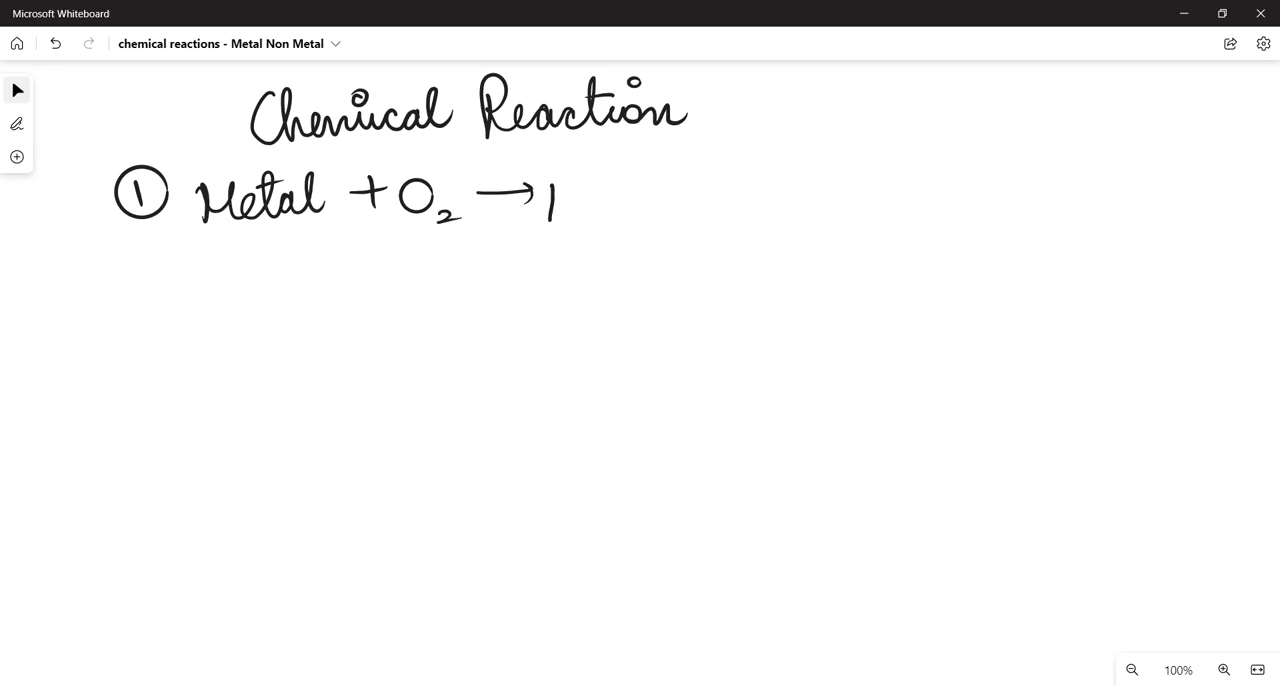 Microsoft Whiteboard
chemical reactions - Metal Non Metal
Chemical Reaction
① Metal + O₂ →
100%